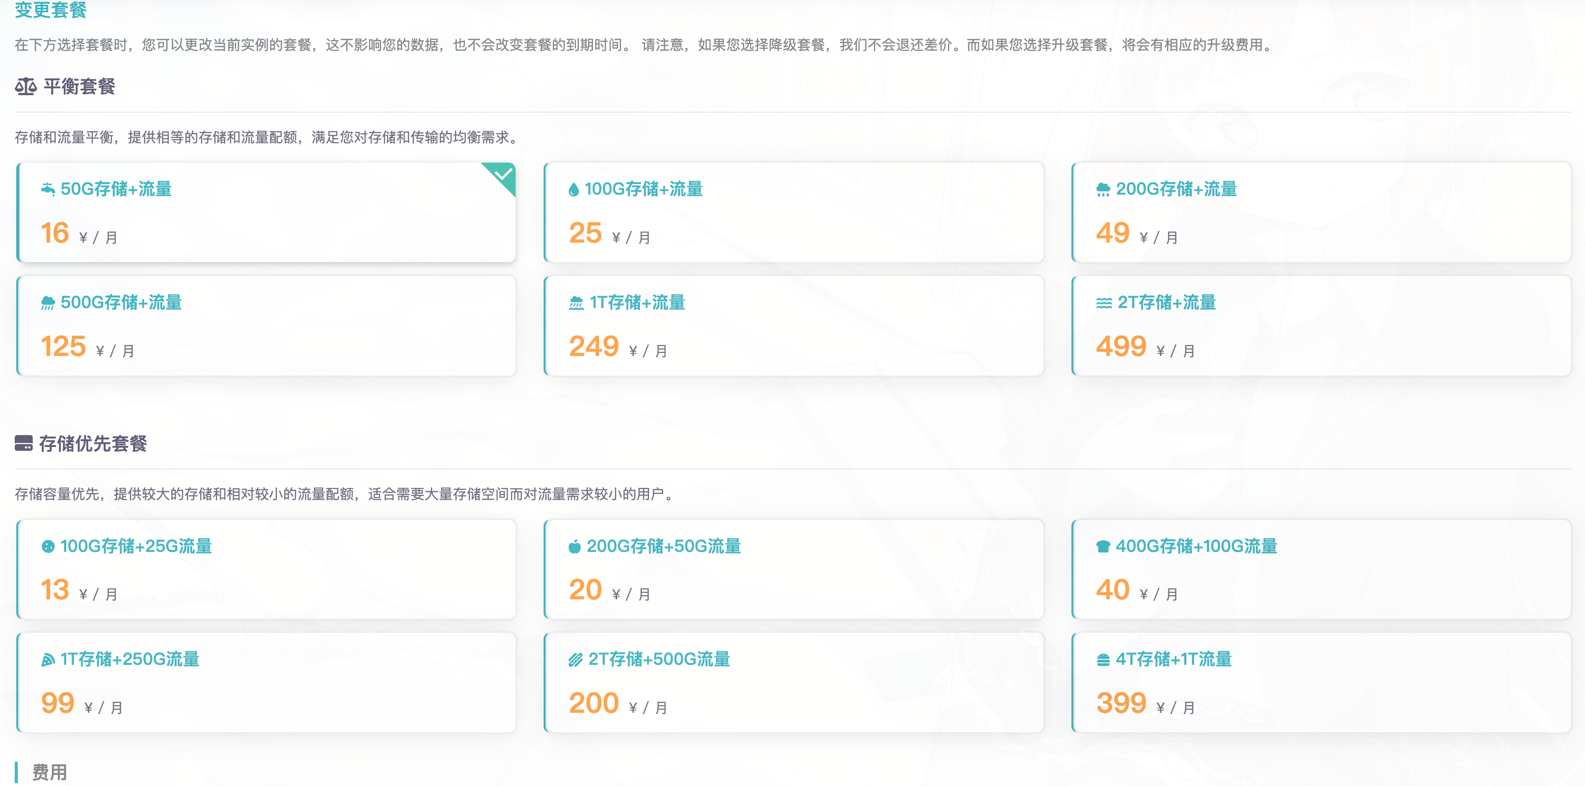 变更套餐
在下方选择套餐时，您可以更改当前实例的套餐，这不影响您的数据，也不会改变套餐的到期时间。 请注意，如果您选择降级套餐，我们不会退还差价。而如果您选择升级套餐，将会有相应的升级费用。
平衡套餐
存储和流量平衡，提供相等的存储和流量配额，满足您对存储和传输的均衡需求。
50G存储+流量
16 ¥ / 月
100G存储+流量
25 ¥ / 月
200G存储+流量
49 ¥ / 月
500G存储+流量
125 ¥ / 月
1T存储+流量
249 ¥ / 月
2T存储+流量
499 ¥ / 月
存储优先套餐
存储容量优先，提供较大的存储和相对较小的流量配额，适合需要大量存储空间而对流量需求较小的用户。
100G存储+25G流量
13 ¥ / 月
200G存储+50G流量
20 ¥ / 月
400G存储+100G流量
40 ¥ / 月
1T存储+250G流量
99 ¥ / 月
2T存储+500G流量
200 ¥ / 月
4T存储+1T流量
399 ¥ / 月
费用